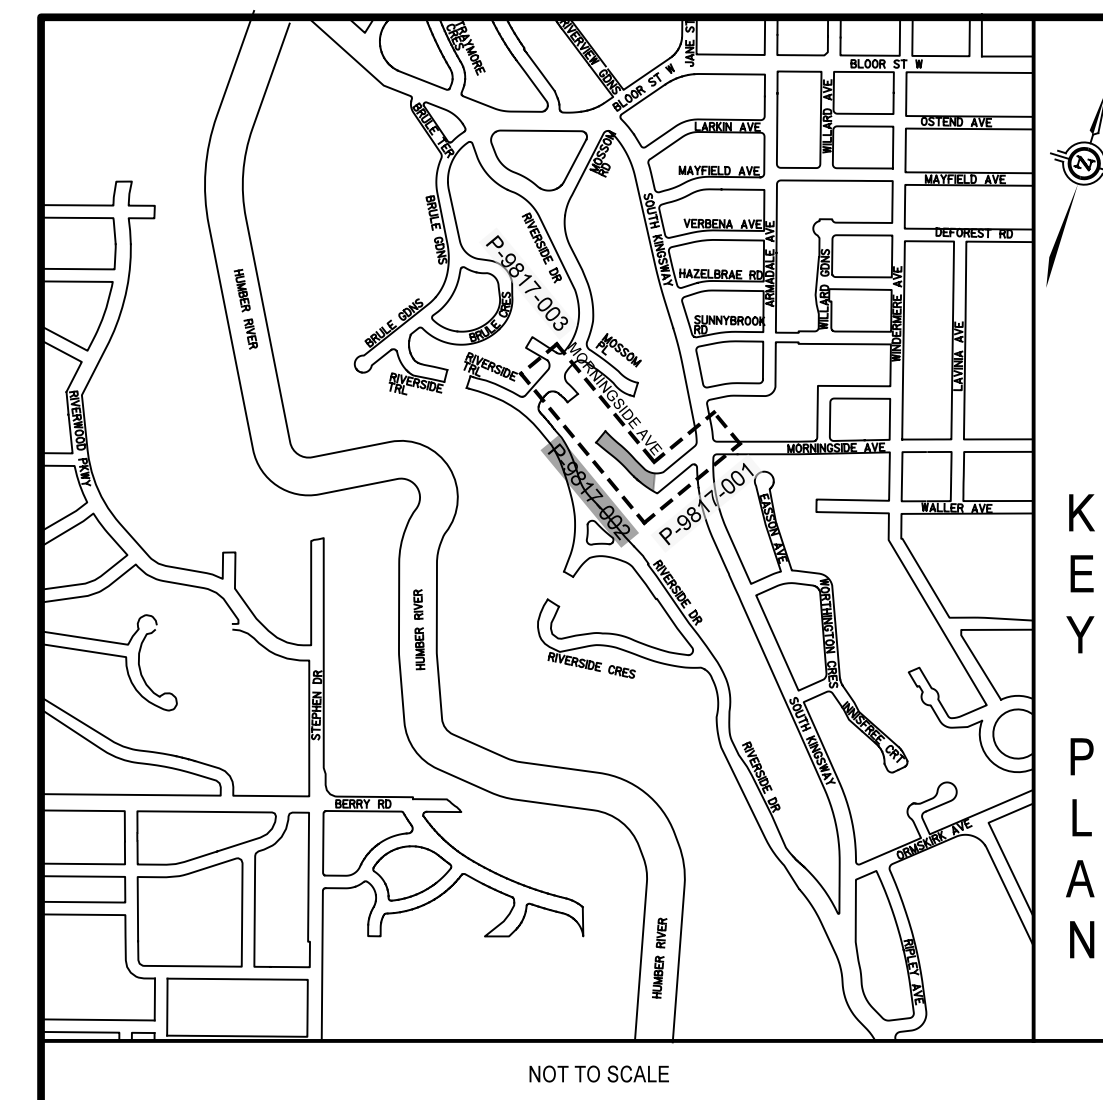 TRAYMORE
CRES
RIVERVIEW GDNS
JANE ST
BLOOR ST W
BLOOR ST W
BRULE TER
LARKIN AVE
WILLARD AVE
OSTEND AVE
MOSSOM
RD
MAYFIELD AVE
MAYFIELD AVE
N
BRULE GDNS
RIVERSIDE DR
SOUTH KINGSWAY
VERBENA AVE
ARMADALE AVE
DEFOREST RD
P-9817-003
HUMBER RIVER
HAZELBRAE RD
WILLARD GDNS
WINDERMERE AVE
BRULE GDNS
BRULE CRES
SUNNYBROOK
RD
LAVINIA AVE
MOSSOM
PL
RIVERSIDE
TRL
RIVERSIDE
TRL
MORNINGSIDE AVE
RIVERWOOD PKWY
MORNINGSIDE AVE
P-9817-002
P-9817-001
EASSON AVE
WALLER AVE
RIVERSIDE DR
HUMBER RIVER
WORTHINGTON CRES
RIVERSIDE CRES
STEPHEN DR
SOUTH KINGSWAY
INNISFREE CRT
RIVERSIDE DR
BERRY RD
ORMSKIRK AVE
HUMBER RIVER
RIPLEY AVE
KEY PLAN
NOT TO SCALE